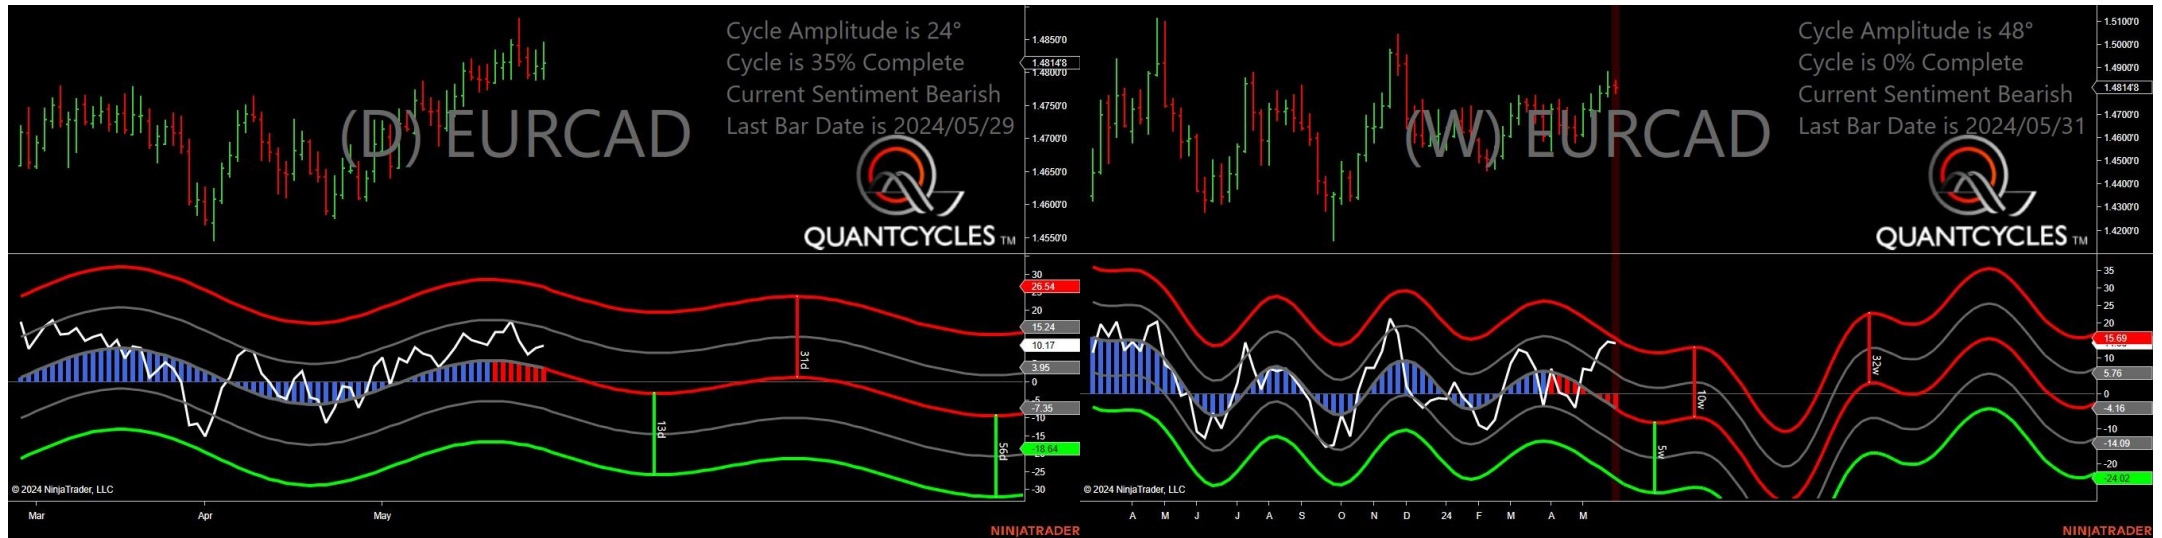 Cycle Amplitude is 24°
Cycle is 35% Complete
Current Sentiment Bearish
Last Bar Date is 2024/05/29
(D) EURCAD
QUANTCYCLES TM
1.4850'0
1.4814'8
1.4800'0
1.4750'0
1.4700'0
1.4650'0
1.4600'0
1.4550'0
30
26.54
20
15.24
10.17
3.95
0
-7.35
-10
-15
-18.64
-25
-30
31d
13d
56d
© 2024 NinjaTrader, LLC
Mar Apr May
NINJATRADER
Cycle Amplitude is 48°
Cycle is 0% Complete
Current Sentiment Bearish
Last Bar Date is 2024/05/31
(W) EURCAD
QUANTCYCLES TM
1.5100'0
1.5000'0
1.4900'0
1.4814'8
1.4700'0
1.4600'0
1.4500'0
1.4400'0
1.4300'0
1.4200'0
35
30
25
20
15.69
10
5.76
0
-4.16
-10
-14.09
-20
-24.02
10w
5w
32w
© 2024 NinjaTrader, LLC
A M J J A S O N D 24 F M A M
NINJATRADER